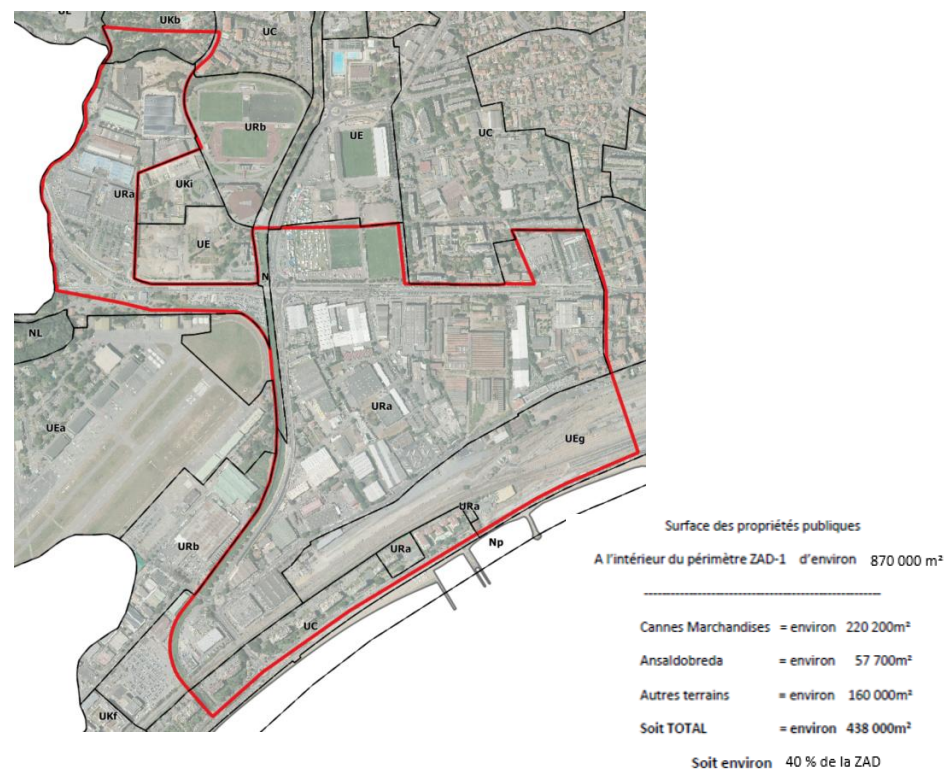 UE
UKb
UC
URb
UE
UC
UKi
URa
UE
N
NL
URa
UEa
UEg
URa
URa
Np
URb
UC
UKf
Surface des propriétés publiques
A l'intérieur du périmètre ZAD-1 d'environ 870 000 m²
Cannes Marchandises = environ 220 200m²
Ansaldobreda = environ 57 700m²
Autres terrains = environ 160 000m²
Soit TOTAL = environ 438 000m²
Soit environ 40 % de la ZAD